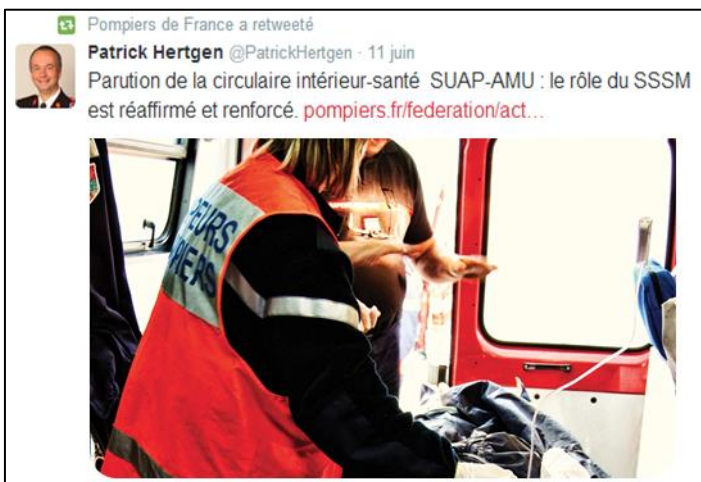 Pompiers de France a retweeté
Patrick Hertgen @PatrickHertgen · 11 juin
Parution de la circulaire intérieur-santé SUAP-AMU : le rôle du SSSM
est réaffirmé et renforcé. pompiers.fr/federation/act...